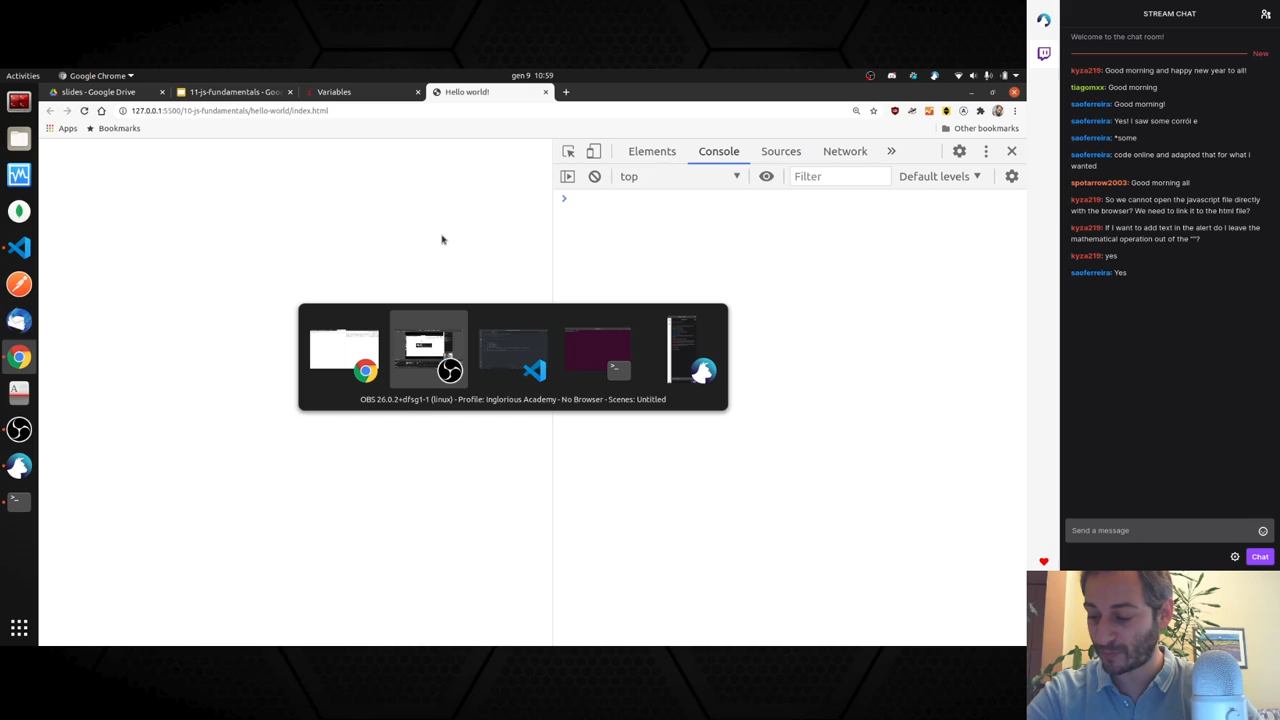 Activities
Google Chrome
gen 9 10:59
slides - Google Drive
11-js-fundamentals - Goo
Variables
Hello world!
127.0.0.1:5500/10-js-fundamentals/hello-world/index.html
Apps
Bookmarks
Other bookmarks
Elements
Console
Sources
Network
top
Filter
Default levels
OBS 26.0.2+dfsg1-1 (linux) - Profile: Inglorious Academy - No Browser - Scenes: Untitled
STREAM CHAT
Welcome to the chat room!
New
kyza219: Good morning and happy new year to all!
tiagomxx: Good morning
saoferreira: Good morning!
saoferreira: Yes! I saw some corról e
saoferreira: *some
saoferreira: code online and adapted that for what i
wanted
spotarrow2003: Good morning all
kyza219: So we cannot open the javascript file directly
with the browser? We need to link it to the html file?
kyza219: If I want to add text in the alert do I leave the
mathematical operation out of the ""?
kyza219: yes
saoferreira: Yes
Send a message
Chat